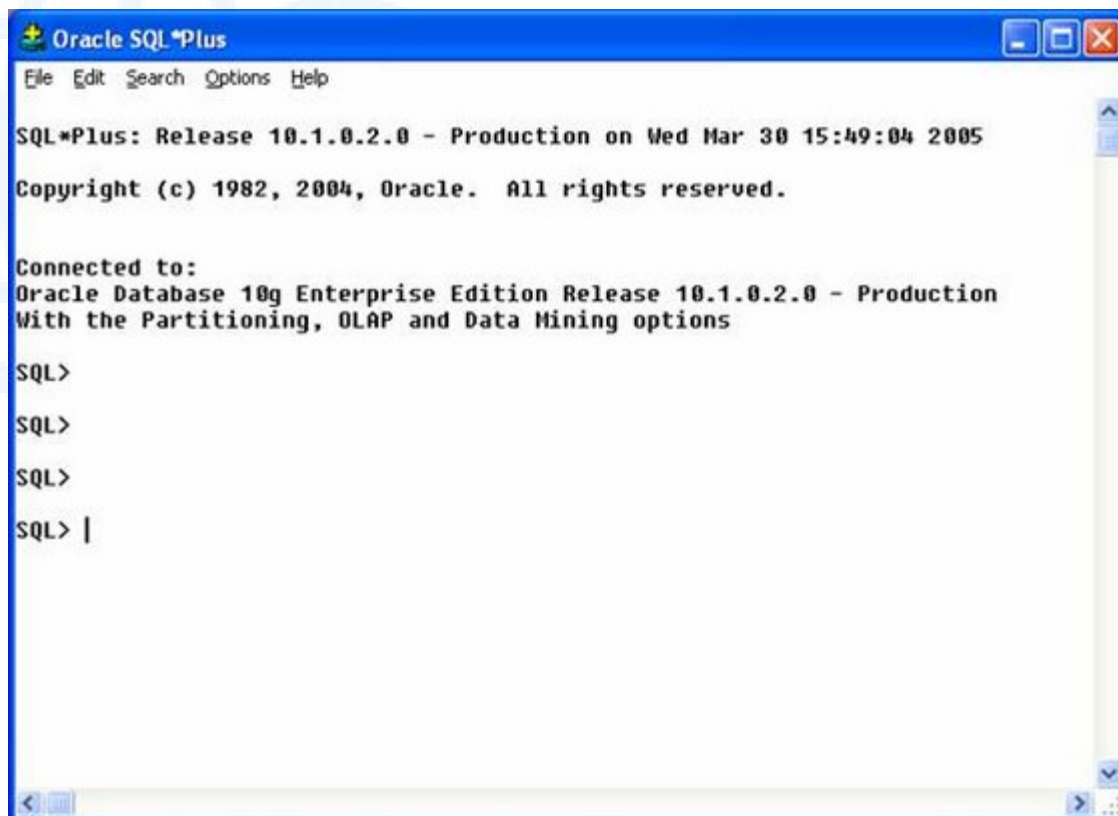 Oracle SQL*Plus
File Edit Search Options Help
SQL*Plus: Release 10.1.0.2.0 - Production on Wed Mar 30 15:49:04 2005
Copyright (c) 1982, 2004, Oracle.  All rights reserved.
Connected to:
Oracle Database 10g Enterprise Edition Release 10.1.0.2.0 - Production
With the Partitioning, OLAP and Data Mining options
SQL>
SQL>
SQL>
SQL>